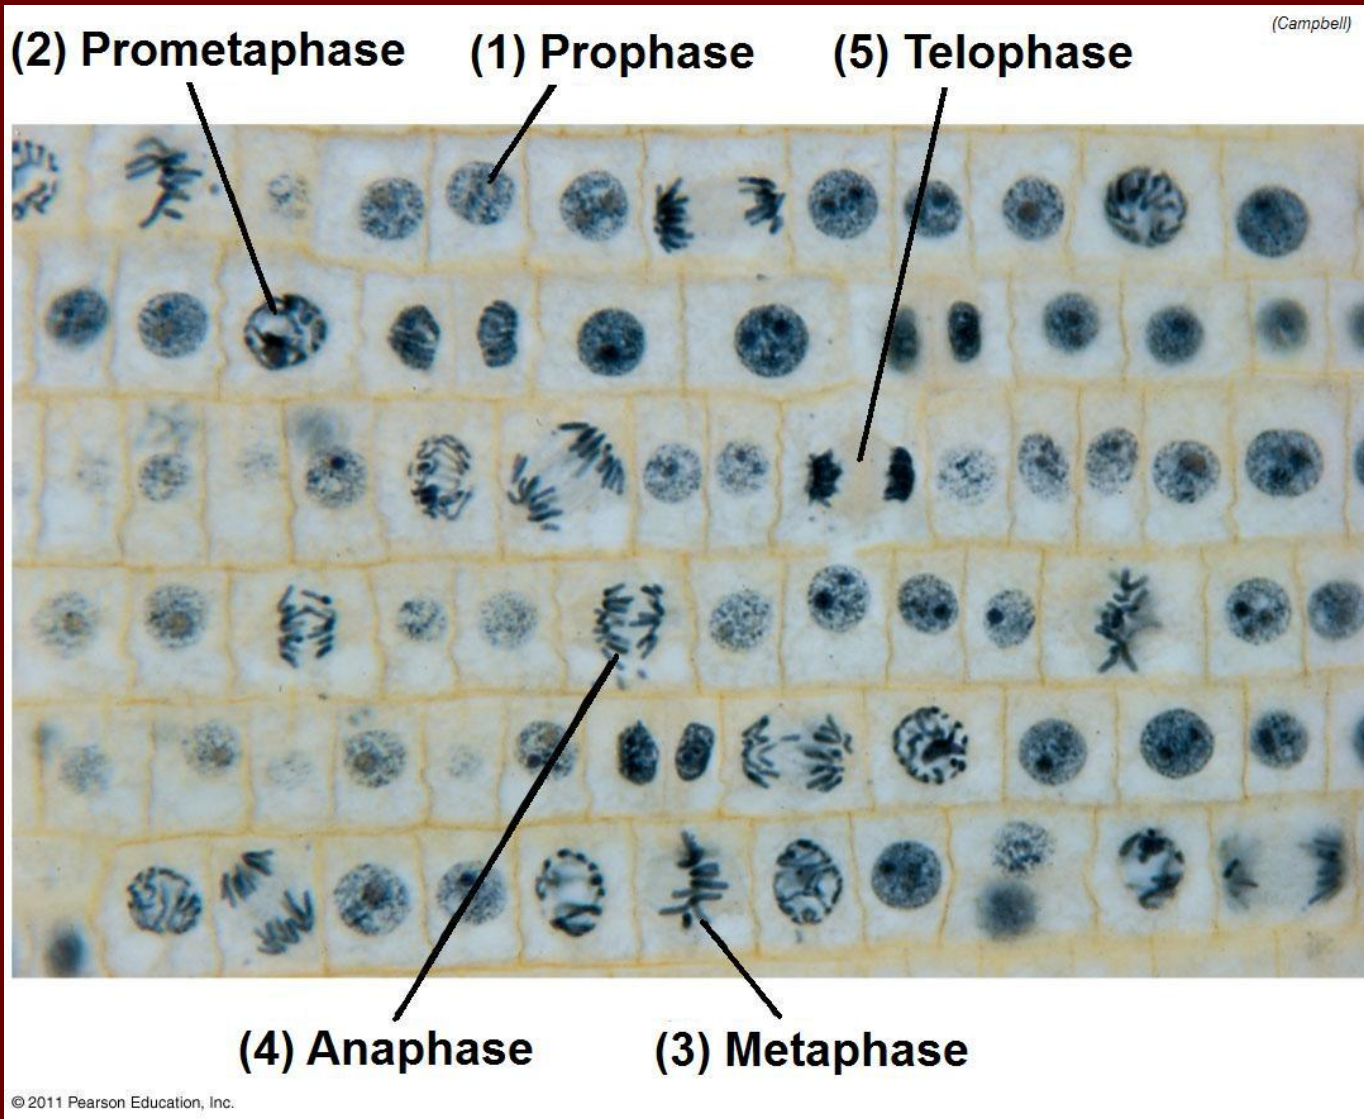 (Campbell)
(2) Prometaphase (1) Prophase (5) Telophase
(4) Anaphase (3) Metaphase
© 2011 Pearson Education, Inc.